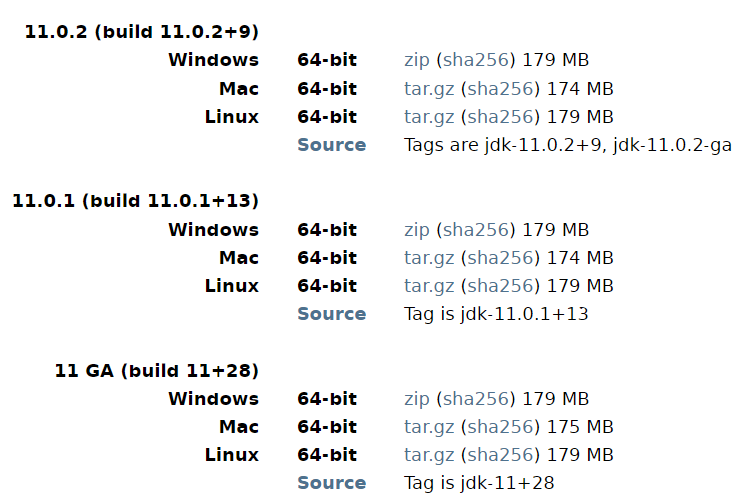 11.0.2 (build 11.0.2+9)
Windows 64-bit zip (sha256) 179 MB
Mac 64-bit tar.gz (sha256) 174 MB
Linux 64-bit tar.gz (sha256) 179 MB
Source Tags are jdk-11.0.2+9, jdk-11.0.2-ga
11.0.1 (build 11.0.1+13)
Windows 64-bit zip (sha256) 179 MB
Mac 64-bit tar.gz (sha256) 174 MB
Linux 64-bit tar.gz (sha256) 179 MB
Source Tag is jdk-11.0.1+13
11 GA (build 11+28)
Windows 64-bit zip (sha256) 179 MB
Mac 64-bit tar.gz (sha256) 175 MB
Linux 64-bit tar.gz (sha256) 179 MB
Source Tag is jdk-11+28